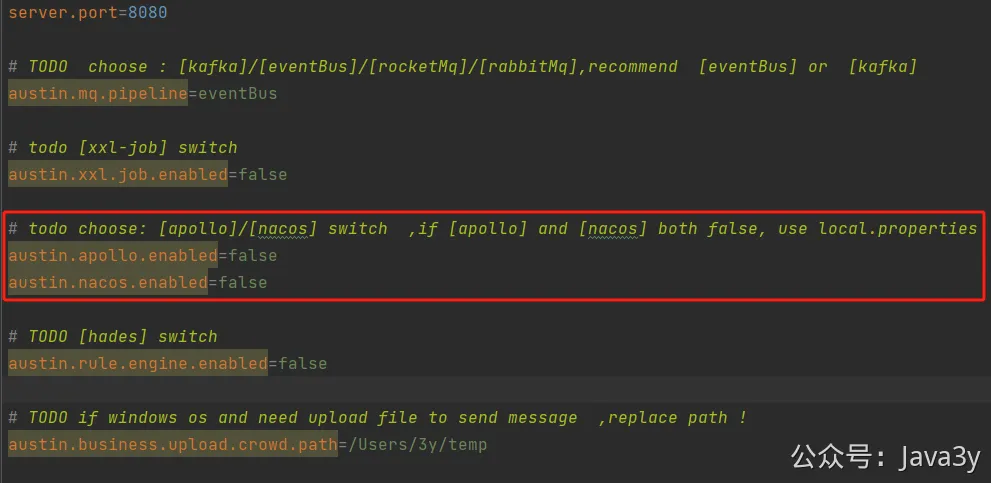 server.port=8080
# TODO  choose : [kafka]/[eventBus]/[rocketMq]/[rabbitMq],recommend  [eventBus] or  [kafka]
austin.mq.pipeline=eventBus
# todo [xxl-job] switch
austin.xxl.job.enabled=false
# todo choose: [apollo]/[nacos] switch  ,if [apollo] and [nacos] both false, use local.properties
austin.apollo.enabled=false
austin.nacos.enabled=false
# TODO [hades] switch
austin.rule.engine.enabled=false
# TODO if windows os and need upload file to send message  ,replace path !
austin.business.upload.crowd.path=/Users/3y/temp
公众号：Java3y